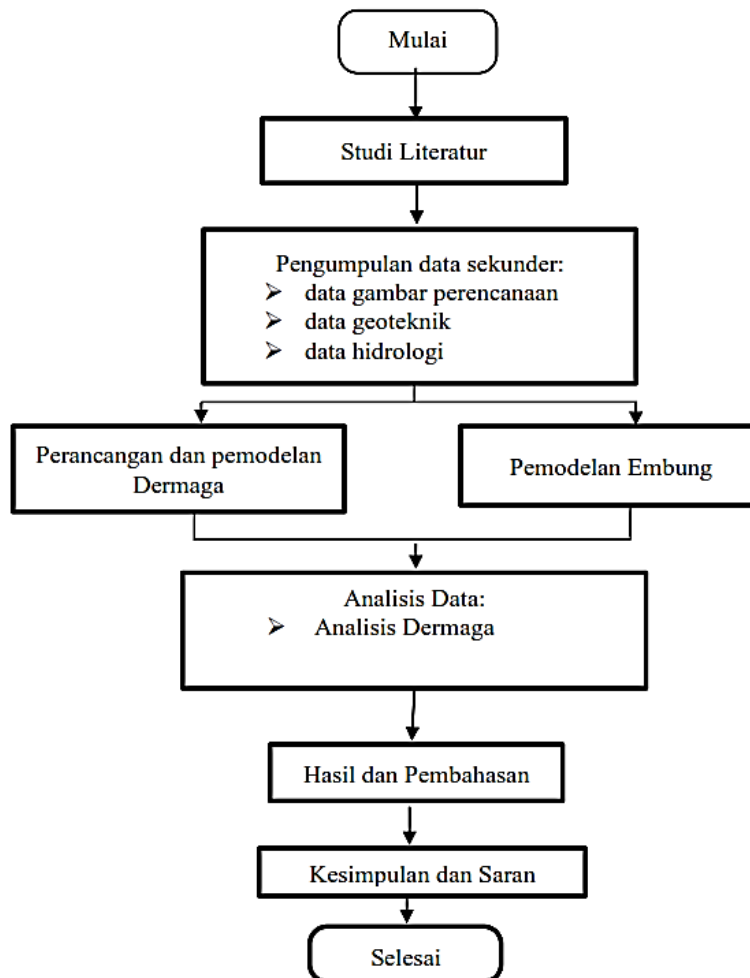 Mulai
Studi Literatur
Pengumpulan data sekunder:
➢ data gambar perencanaan
➢ data geoteknik
➢ data hidrologi
Perancangan dan pemodelan
Dermaga
Pemodelan Embung
Analisis Data:
➢ Analisis Dermaga
Hasil dan Pembahasan
Kesimpulan dan Saran
Selesai